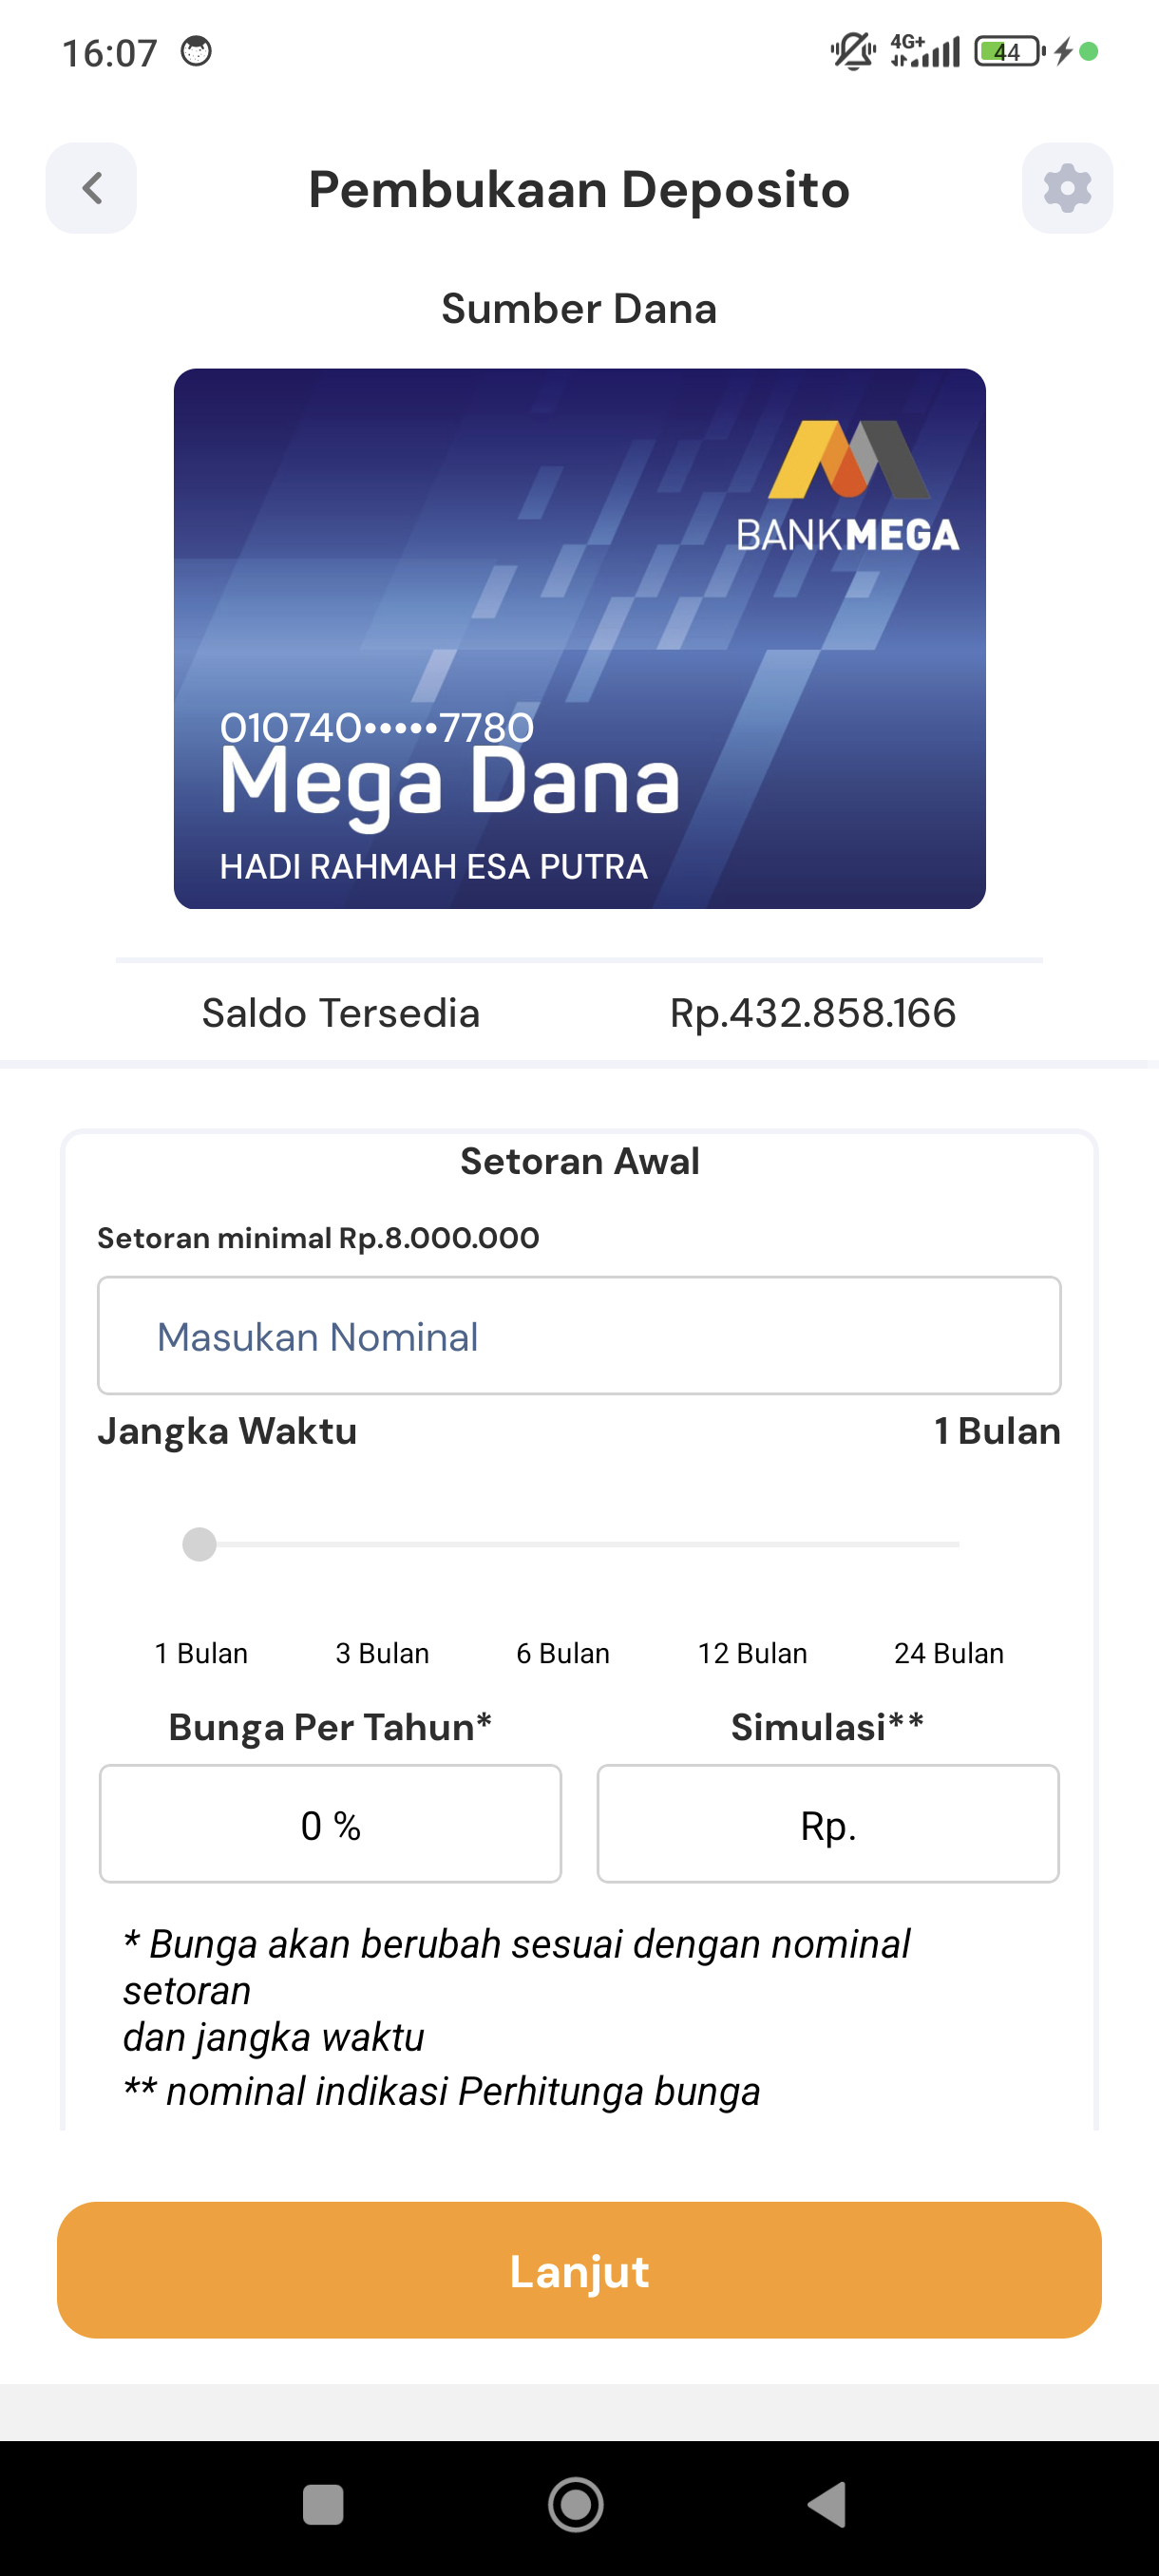 16:07
4G+
44
Pembukaan Deposito
Sumber Dana
BANKMEGA
010740•••••7780
Mega Dana
HADI RAHMAH ESA PUTRA
Saldo Tersedia Rp.432.858.166
Setoran Awal
Setoran minimal Rp.8.000.000
Masukan Nominal
Jangka Waktu 1 Bulan
1 Bulan 3 Bulan 6 Bulan 12 Bulan 24 Bulan
Bunga Per Tahun* Simulasi**
0 % Rp.
* Bunga akan berubah sesuai dengan nominal
setoran
dan jangka waktu
** nominal indikasi Perhitunga bunga
Lanjut